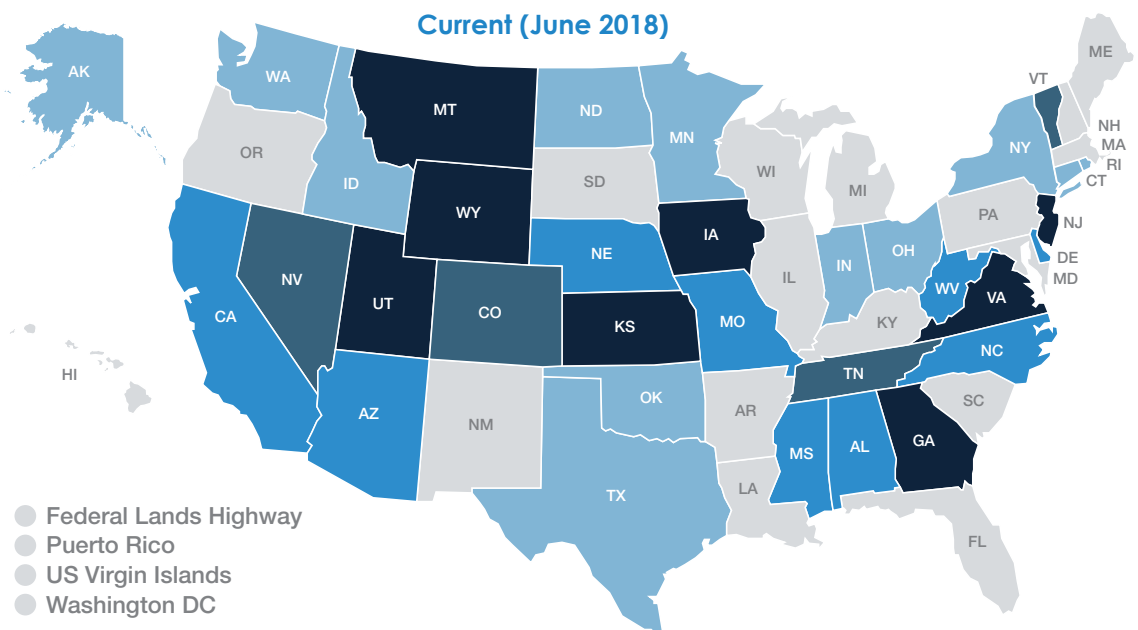 Current (June 2018)
AK
WA
MT
ND
MN
VT
ME
OR
ID
SD
WI
MI
NY
NH
MA
RI
CT
WY
IA
PA
NJ
NE
OH
IN
IL
DE
MD
NV
UT
CO
KS
MO
WV
VA
CA
KY
HI
NC
TN
AZ
NM
OK
AR
SC
MS
AL
GA
TX
LA
FL
Federal Lands Highway
Puerto Rico
US Virgin Islands
Washington DC